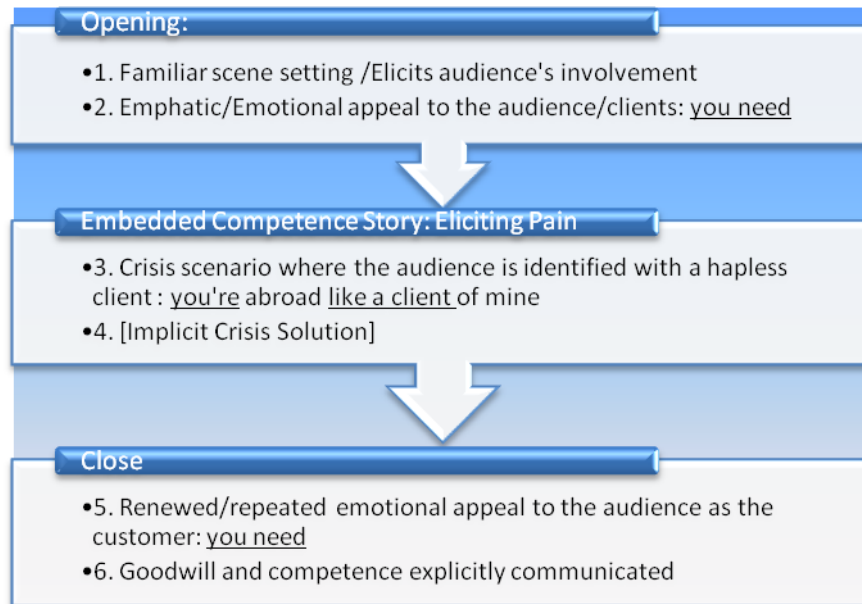 Opening:
•1. Familiar scene setting /Elicits audience's involvement
•2. Emphatic/Emotional appeal to the audience/clients: you need
Embedded Competence Story: Eliciting Pain
•3. Crisis scenario where the audience is identified with a hapless
client : you're abroad like a client of mine
•4. [Implicit Crisis Solution]
Close
•5. Renewed/repeated emotional appeal to the audience as the
customer: you need
•6. Goodwill and competence explicitly communicated